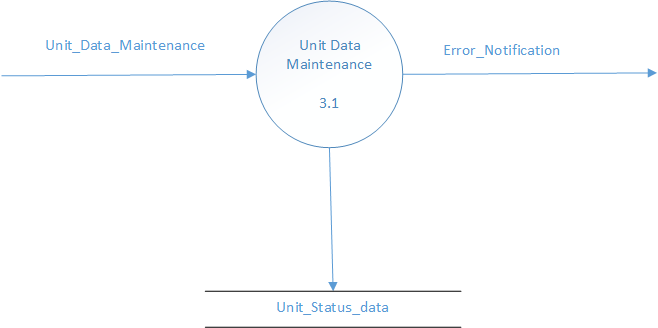 Unit_Data_Maintenance
Unit Data
Maintenance
3.1
Error_Notification
Unit_Status_data